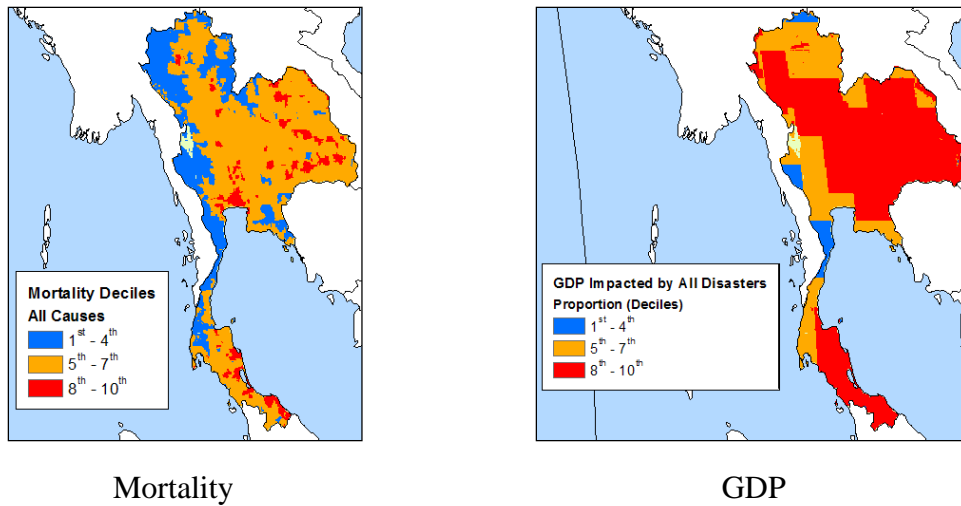 Mortality Deciles
All Causes
1st - 4th
5th - 7th
8th - 10th
GDP Impacted by All Disasters
Proportion (Deciles)
1st - 4th
5th - 7th
8th - 10th
Mortality
GDP